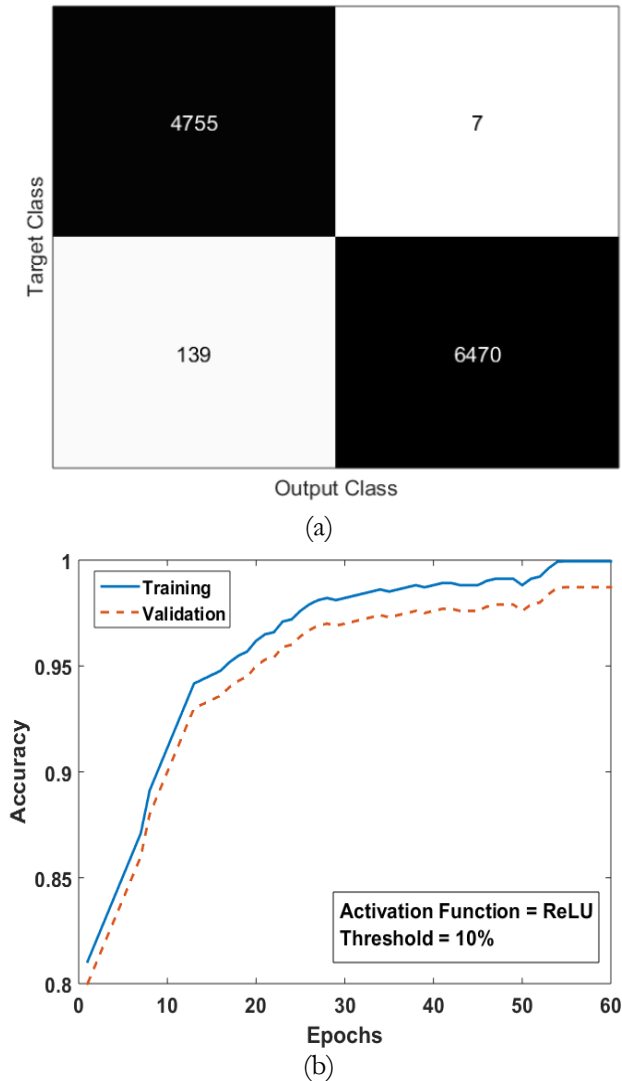 4755
7
Target Class
139
6470
Output Class
(a)
1
Training
Validation
0.95
0.9
Accuracy
0.85
Activation Function = ReLU
Threshold = 10%
0.8
0
10
20
30
40
50
60
Epochs
(b)